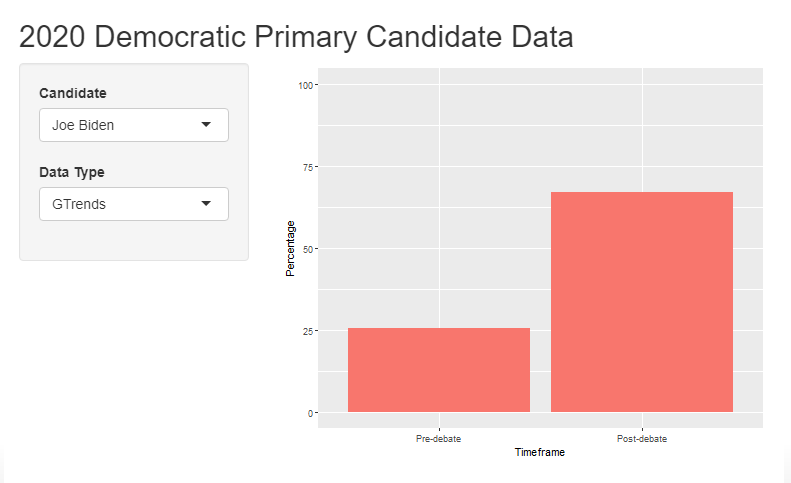 2020 Democratic Primary Candidate Data
Candidate
Joe Biden
Data Type
GTrends
100
75
50
25
0
Percentage
Pre-debate
Post-debate
Timeframe